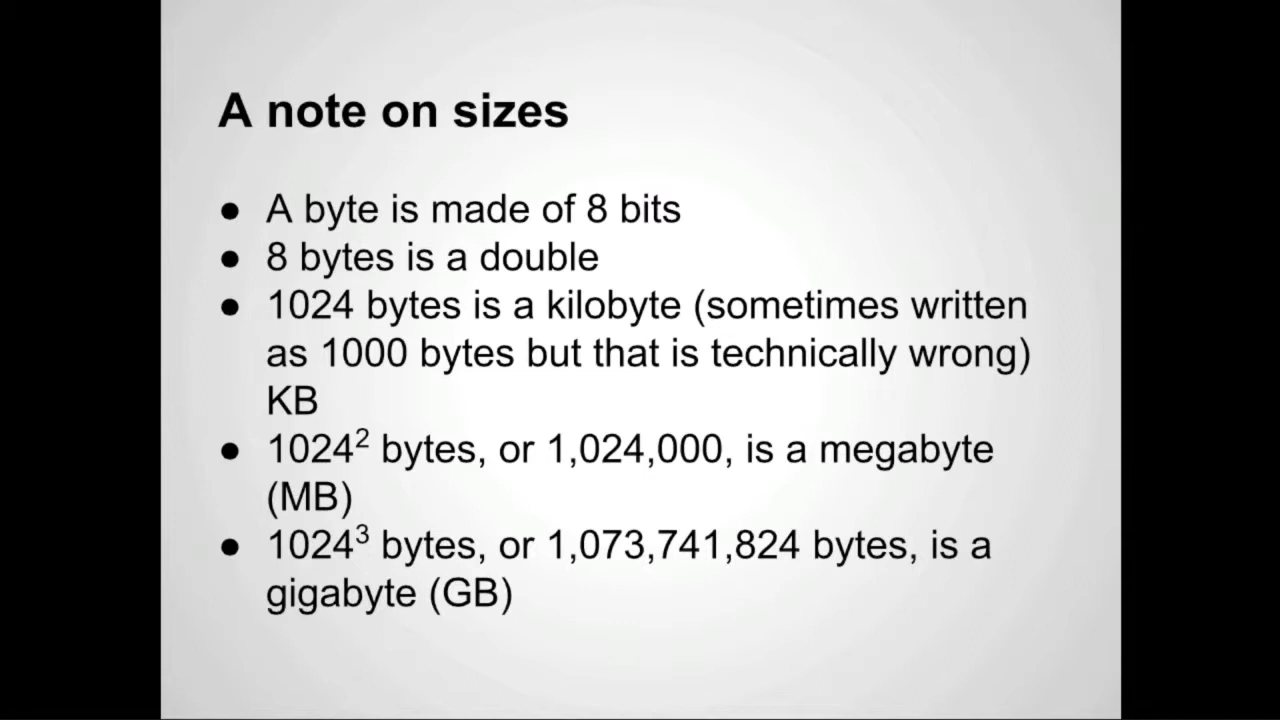 A note on sizes
● A byte is made of 8 bits
● 8 bytes is a double
● 1024 bytes is a kilobyte (sometimes written
as 1000 bytes but that is technically wrong)
KB
● 1024² bytes, or 1,024,000, is a megabyte
(MB)
● 1024³ bytes, or 1,073,741,824 bytes, is a
gigabyte (GB)